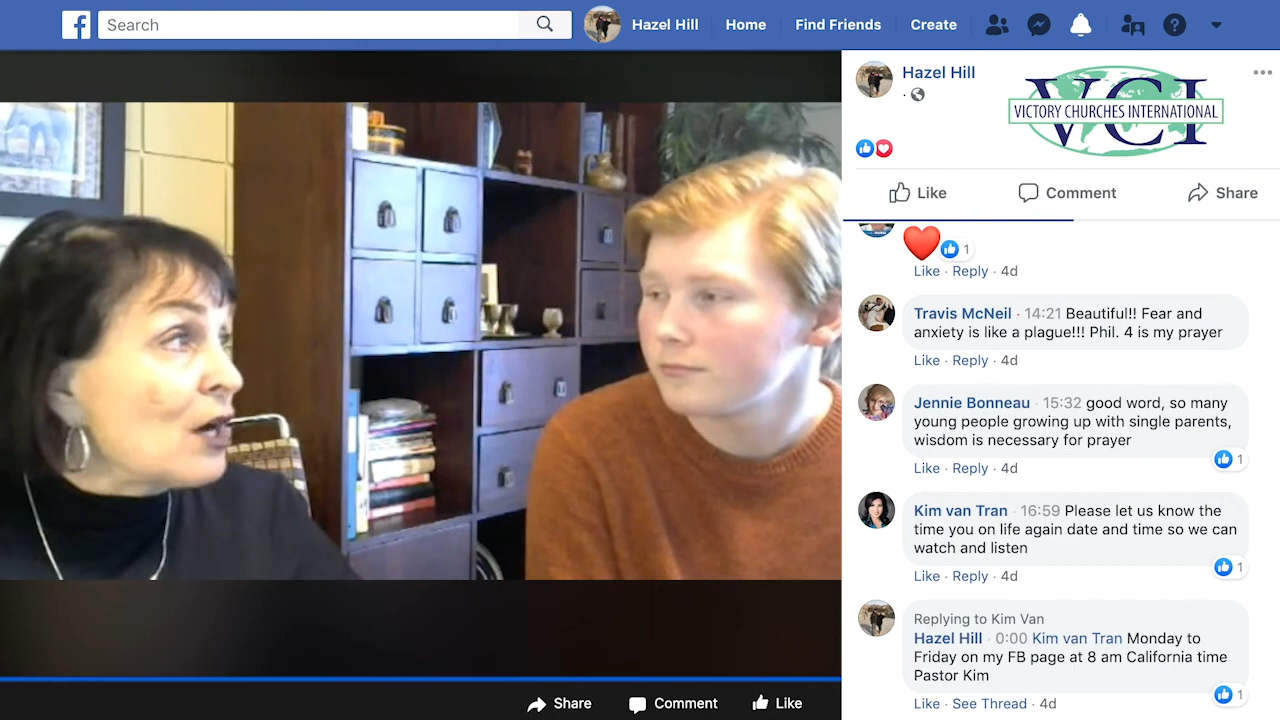 Search
Hazel Hill
Home
Find Friends
Create
Hazel Hill
VCI
VICTORY CHURCHES INTERNATIONAL
Like
Comment
Share
1
Like · Reply · 4d
Travis McNeil · 14:21 Beautiful!! Fear and
anxiety is like a plague!!! Phil. 4 is my prayer
Like · Reply · 4d
Jennie Bonneau · 15:32 good word, so many
young people growing up with single parents,
wisdom is necessary for prayer
1
Like · Reply · 4d
Kim van Tran · 16:59 Please let us know the
time you on life again date and time so we can
watch and listen
1
Like · Reply · 4d
Replying to Kim Van
Hazel Hill · 0:00 Kim van Tran Monday to
Friday on my FB page at 8 am California time
Pastor Kim
1
Like · See Thread · 4d
Share
Comment
Like